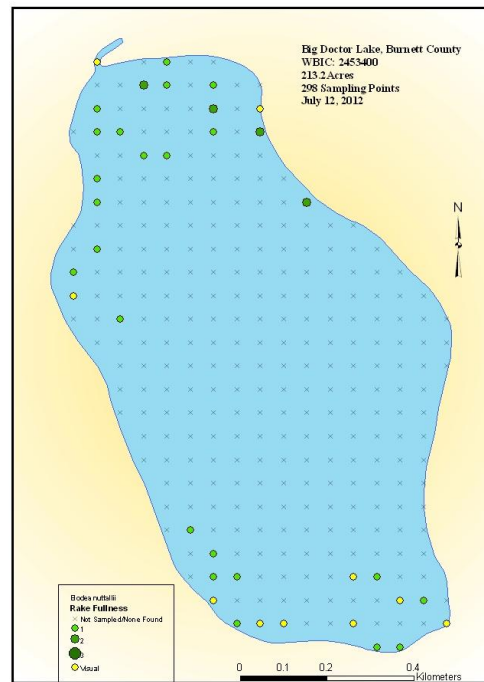 Big Doctor Lake, Burnett County
WBIC: 2453400
213.2Acres
298 Sampling Points
July 12, 2012
N
Elodea nuttallii
Rake Fullness
Not Sampled/None Found
1
2
3
Visual
0 0.1 0.2 0.4
Kilometers